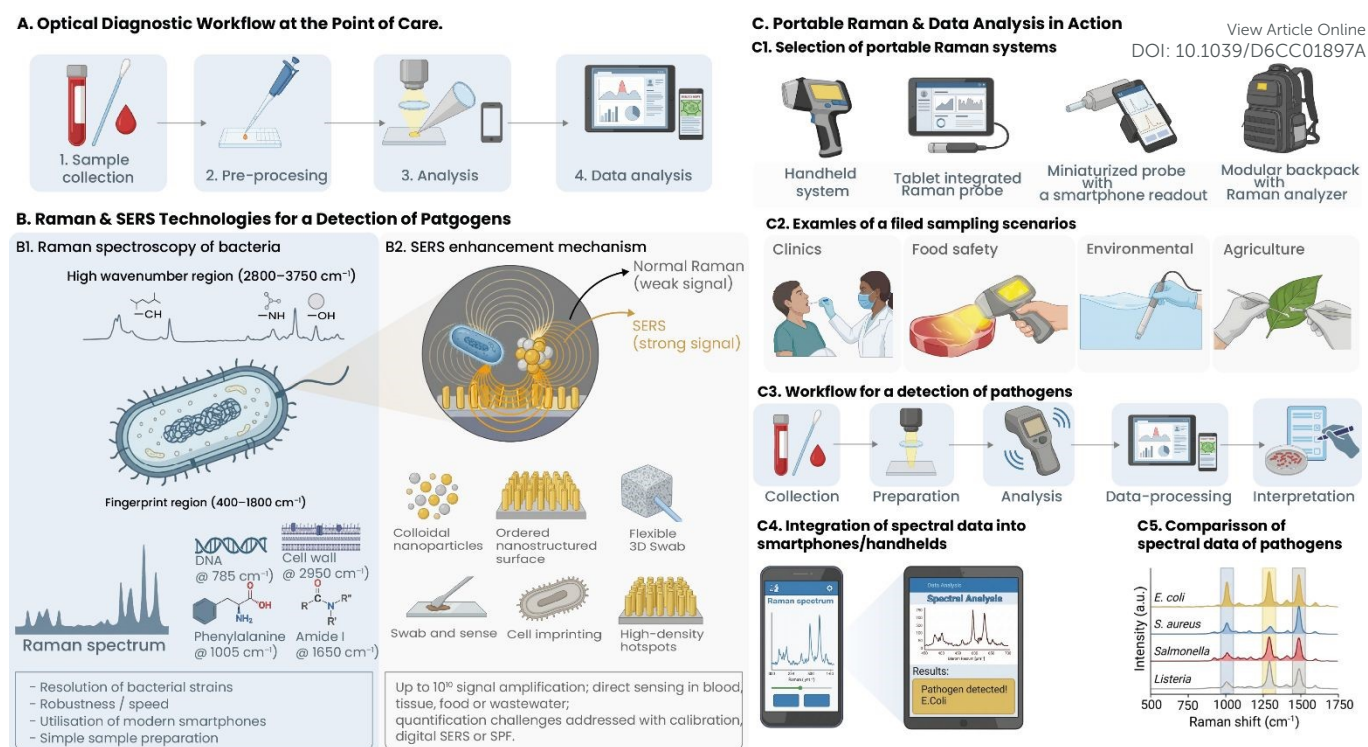 A. Optical Diagnostic Workflow at the Point of Care.
1. Sample
collection
2. Pre-procesing
3. Analysis
4. Data analysis
B. Raman & SERS Technologies for a Detection of Patgogens
B1. Raman spectroscopy of bacteria
High wavenumber region (2800–3750 cm⁻¹)
–CH
–NH
–OH
Fingerprint region (400–1800 cm⁻¹)
DNA
@ 785 cm⁻¹)
Cell wall
@ 2950 cm⁻¹)
OH
O
NH₂
Phenylalanine
@ 1005 cm⁻¹)
O
R
N
R"
R'
Amide I
@ 1650 cm⁻¹)
Raman spectrum
- Resolution of bacterial strains
- Robustness / speed
- Utilisation of modern smartphones
- Simple sample preparation
B2. SERS enhancement mechanism
Normal Raman
(weak signal)
SERS
(strong signal)
Colloidal
nanoparticles
Ordered
nanostructured
surface
Flexible
3D Swab
Swab and sense
Cell imprinting
High-density
hotspots
Up to 10¹⁰ signal amplification; direct sensing in blood,
tissue, food or wastewater;
quantification challenges addressed with calibration,
digital SERS or SPF.
View Article Online
DOI: 10.1039/D6CC01897A
C. Portable Raman & Data Analysis in Action
C1. Selection of portable Raman systems
Handheld
system
Tablet integrated
Raman probe
Miniaturized probe
with
a smartphone readout
Modular backpack
with
Raman analyzer
C2. Examles of a filed sampling scenarios
Clinics
Food safety
Environmental
Agriculture
C3. Workflow for a detection of pathogens
Collection
Preparation
Analysis
Data-processing
Interpretation
C4. Integration of spectral data into
smartphones/handhelds
Raman spectrum
Data Analysis
Spectral Analysis
Results:
Pathogen detected!
E.Coli
C5. Comparisson of
spectral data of pathogens
Intensity (a.u.)
E. coli
S. aureus
Salmonella
Listeria
500 750 1000 1250 1500 1750
Raman shift (cm⁻¹)